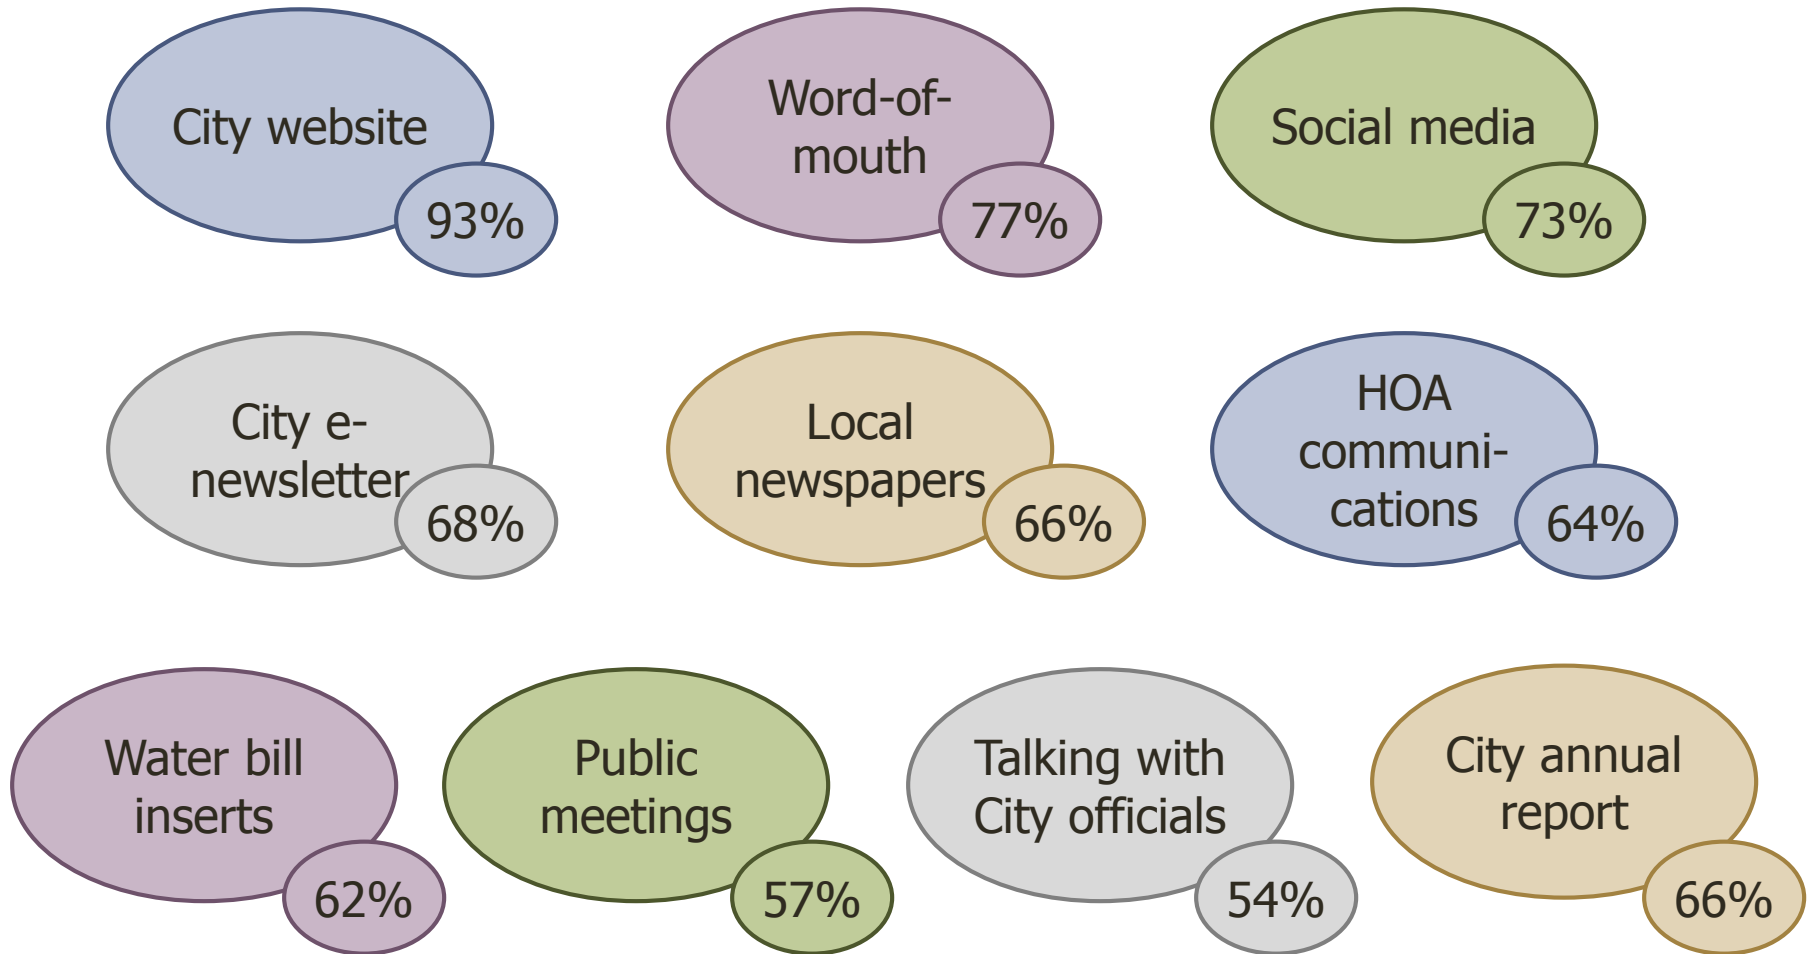 City website
93%
Word-of-
mouth
77%
Social media
73%
City e-
newsletter
68%
Local
newspapers
66%
HOA
communi-
cations
64%
Water bill
inserts
62%
Public
meetings
57%
Talking with
City officials
54%
City annual
report
66%